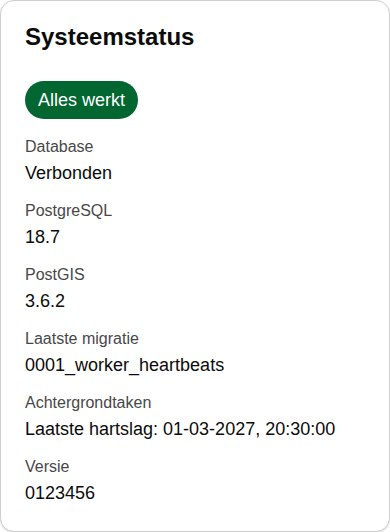 Systeemstatus
Alles werkt
Database
Verbonden
PostgreSQL
18.7
PostGIS
3.6.2
Laatste migratie
0001_worker_heartbeats
Achtergrondtaken
Laatste hartslag: 01-03-2027, 20:30:00
Versie
0123456